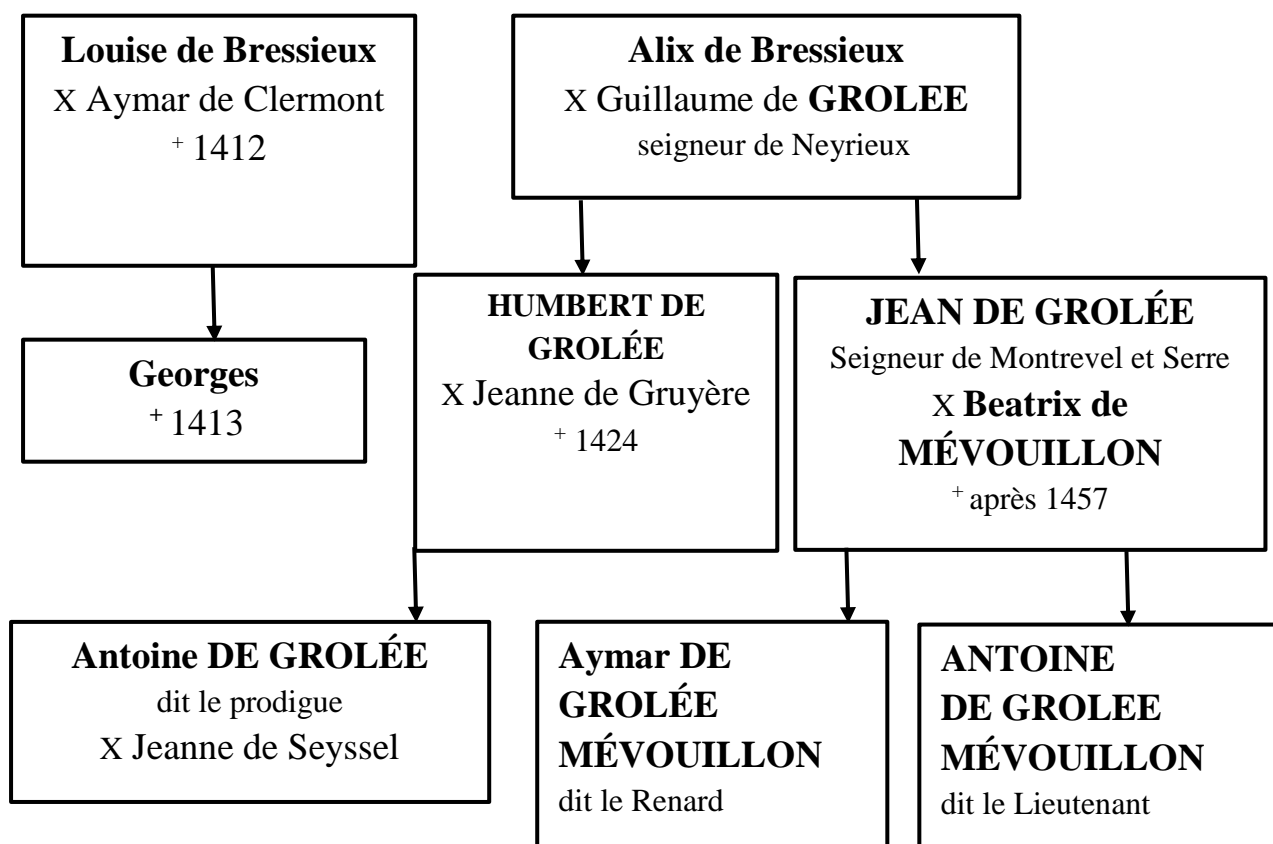 Louise de Bressieux
X Aymar de Clermont
+ 1412
Alix de Bressieux
X Guillaume de GROLEE
seigneur de Neyrieux
Georges
+ 1413
HUMBERT DE
GROLÉE
X Jeanne de Gruyère
+ 1424
JEAN DE GROLÉE
Seigneur de Montrevel et Serre
X Beatrix de
MÉVOUILLON
+ après 1457
Antoine DE GROLÉE
dit le prodigue
X Jeanne de Seyssel
Aymar DE
GROLÉE
MÉVOUILLON
dit le Renard
ANTOINE
DE GROLEE
MÉVOUILLON
dit le Lieutenant